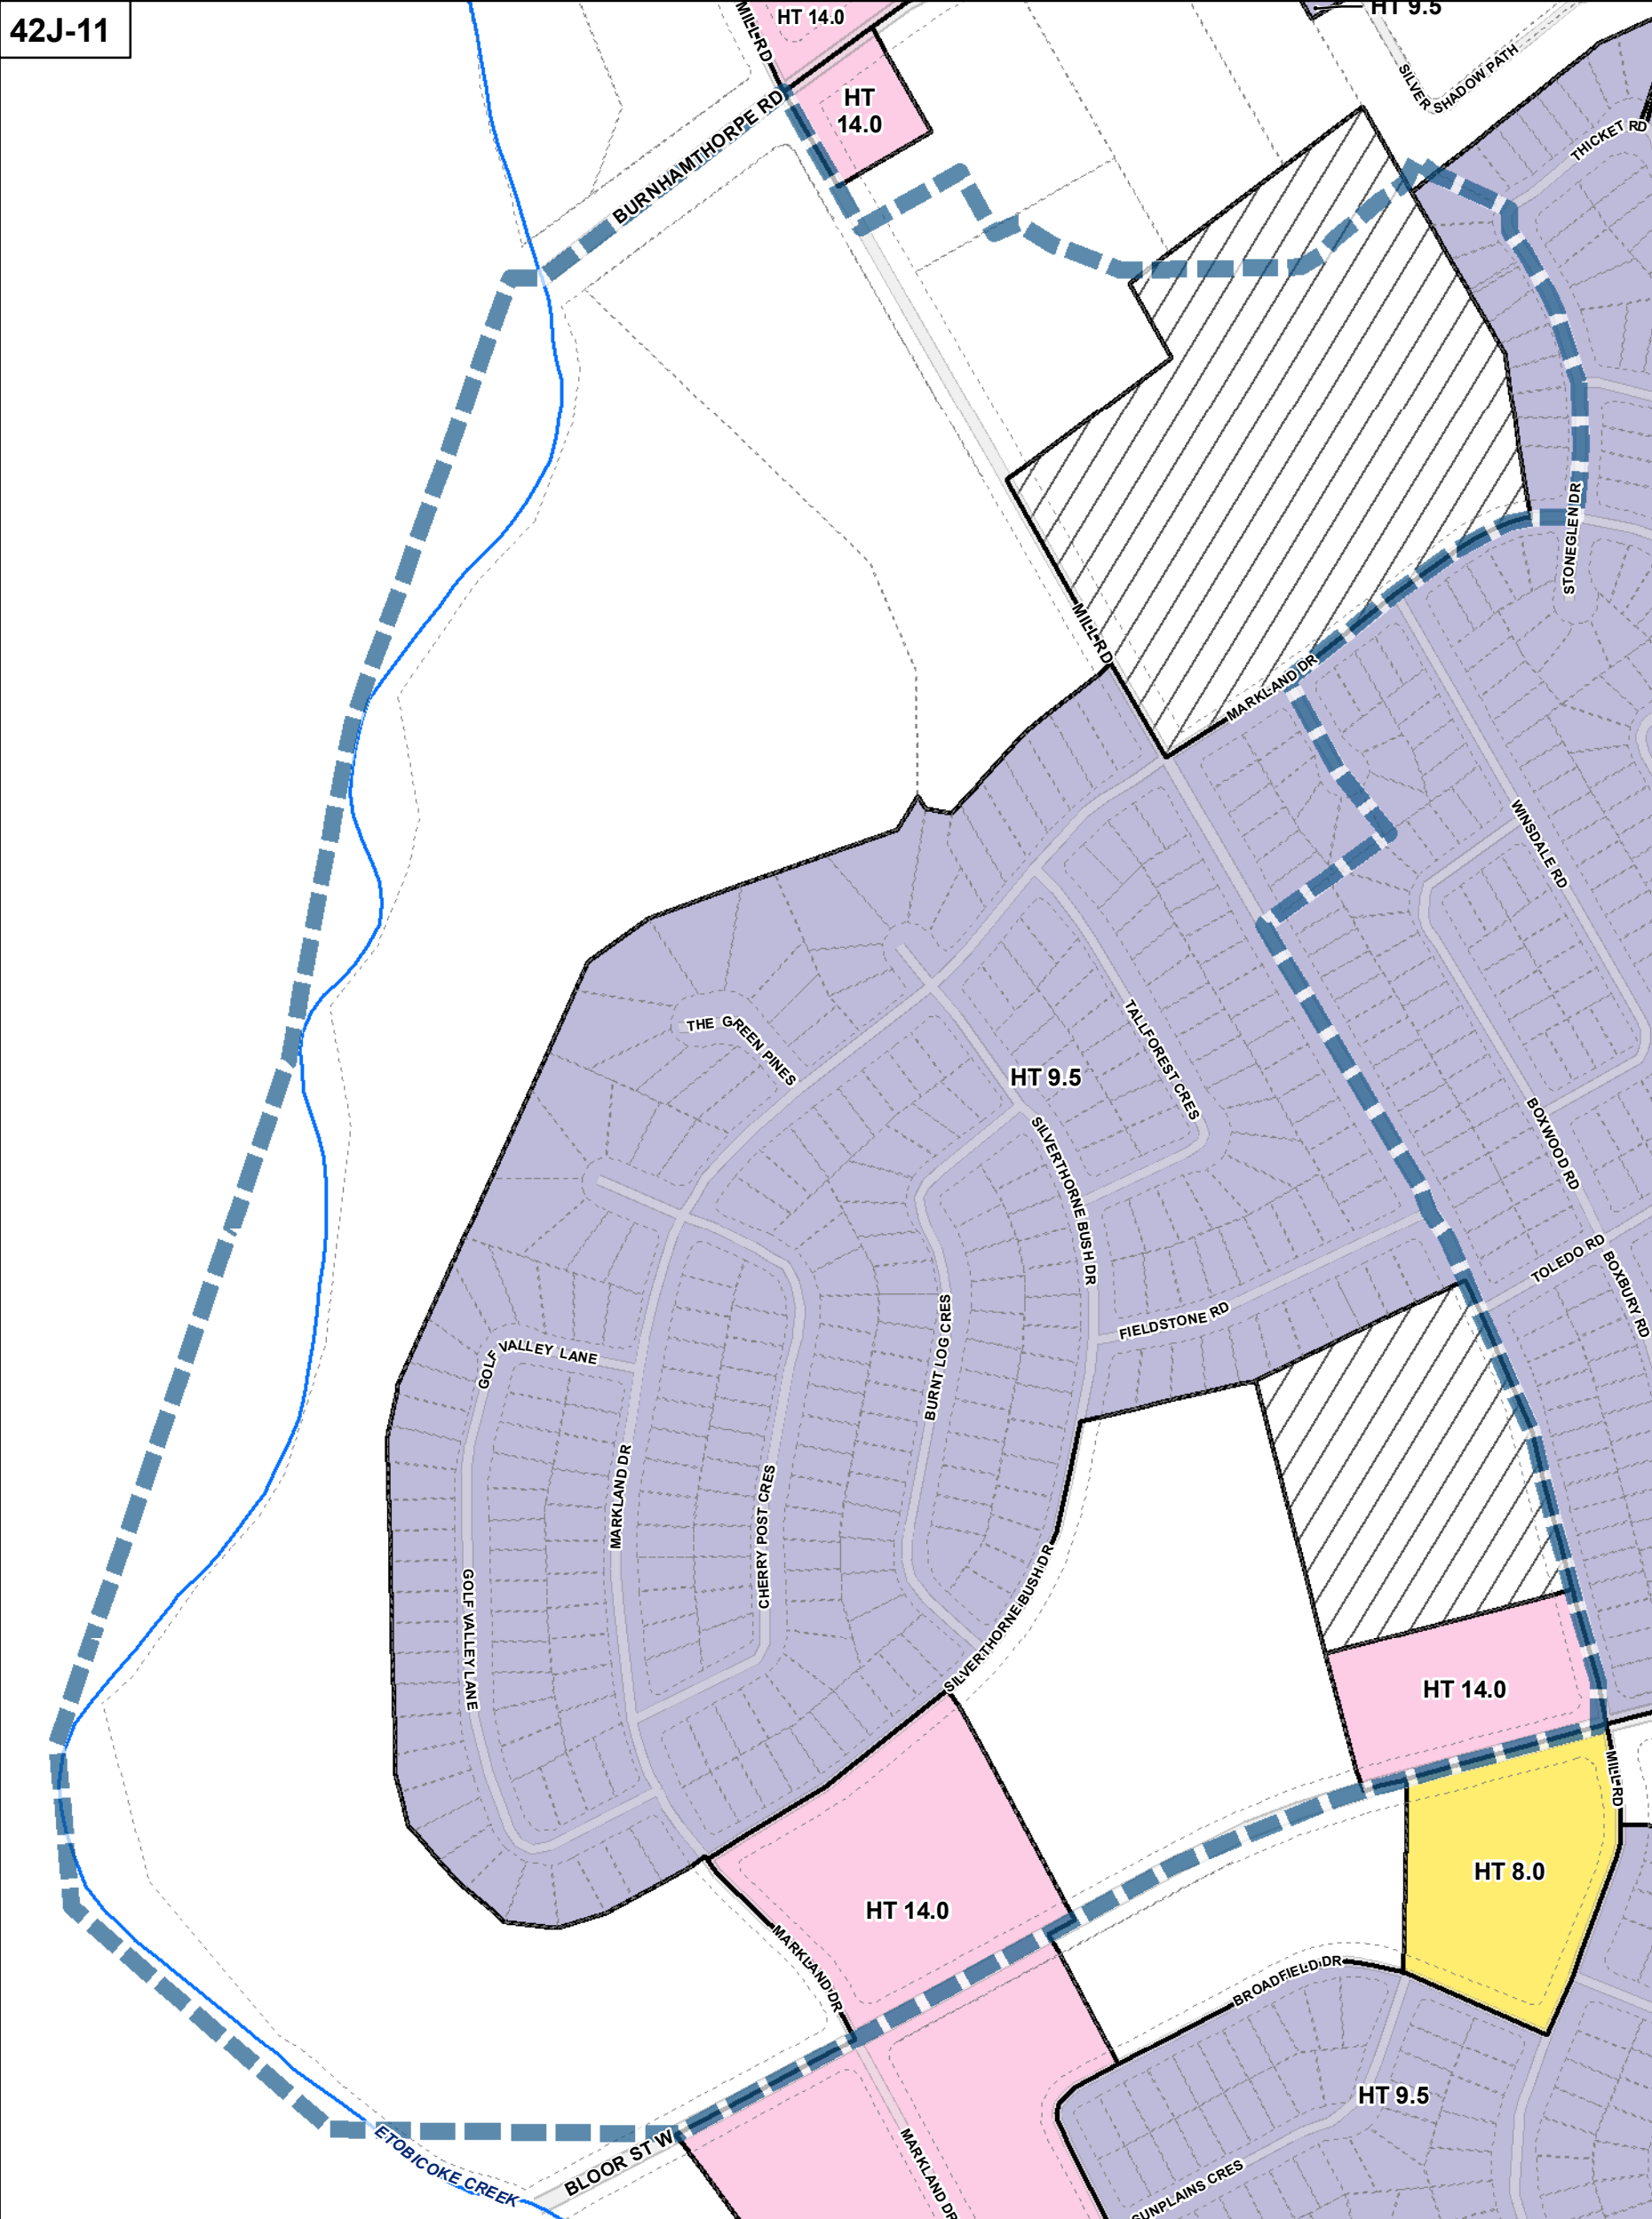 42J-11
MILL RD
HT 14.0
HT 9.5
SILVER
SHADOW PATH
HT
14.0
THICKET RD
BURNHAMTHORPE RD
STONEGLEN DR
MILL RD
MARKLAND DR
WINSDALE RD
THE GREEN PINES
TALLFOREST CRES
HT 9.5
SILVERTHORNE BUSH DR
BOXWOOD RD
TOLEDO RD
BOXBURY RD
FIELDSTONE RD
GOLF VALLEY LANE
BURNT LOG CRES
MARKLAND DR
CHERRY POST CRES
GOLF VALLEY LANE
SILVERTHORNE BUSH DR
HT 14.0
MILL RD
HT 8.0
HT 14.0
MARKLAND DR
BROADFIELD DR
HT 9.5
ETOBICOKE CREEK
BLOOR ST W
MARKLAND DR
SUNPLAINS CRES